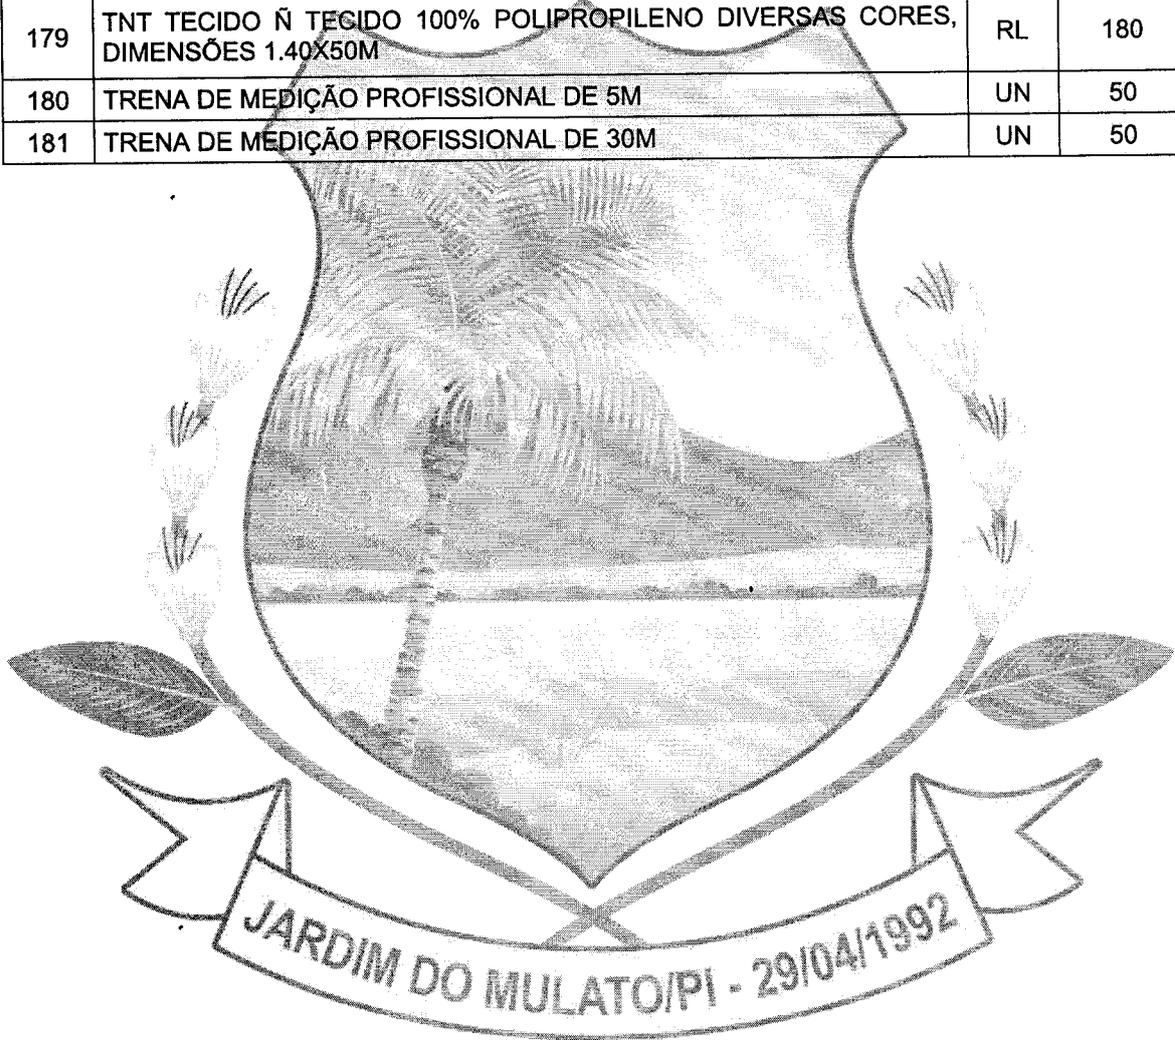 179 TNT TECIDO Ñ TECIDO 100% POLIPROPILENO DIVERSAS CORES, RL 180
DIMENSÕES 1.40X50M
180 TRENA DE MEDIÇÃO PROFISSIONAL DE 5M UN 50
181 TRENA DE MEDIÇÃO PROFISSIONAL DE 30M UN 50
JARDIM DO MULATO/PI - 29/04/1992